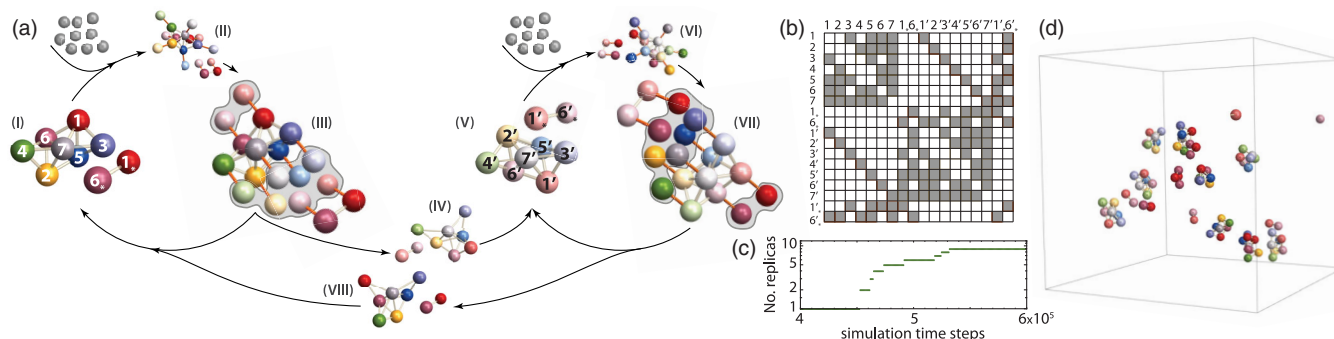 (a)
(I)
(II)
(III)
(IV)
(V)
(VI)
(VII)
(VIII)
1
6
3
4
7
5
2
1*
6*
1′*
6′*
2′
5′
3′
4′
7′
6′
1′
(b)
1 2 3 4 5 6 7 1*6*1′2′3′4′5′6′7′1′*6′*
1
2
3
4
5
6
7
1*
6*
1′
2′
3′
4′
5′
6′
7′
1′*
6′*
(c)
No. replicas
10
5
2
1
4 5 6x10⁵
simulation time steps
(d)